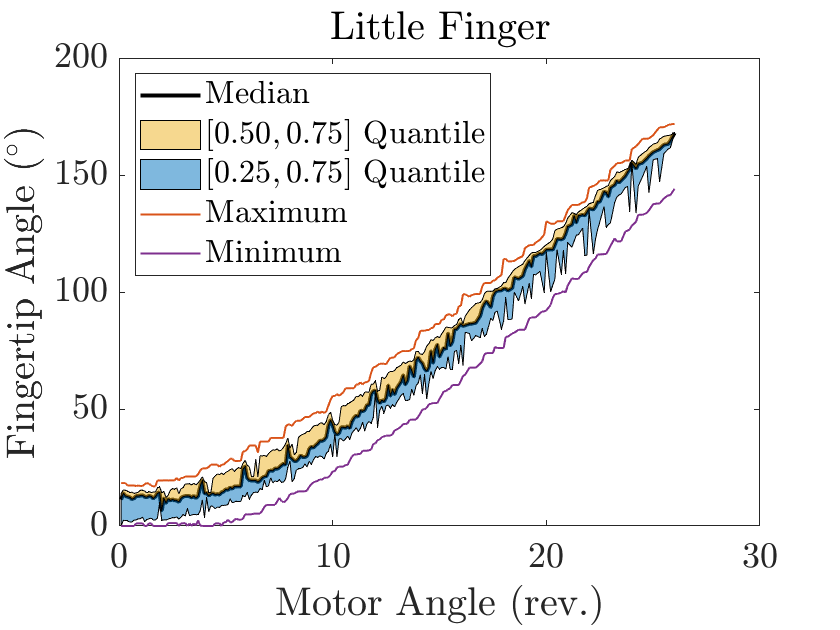 Little Finger
200
150
100
50
0
Fingertip Angle (°)
Median
[0.50, 0.75] Quantile
[0.25, 0.75] Quantile
Maximum
Minimum
0 10 20 30
Motor Angle (rev.)